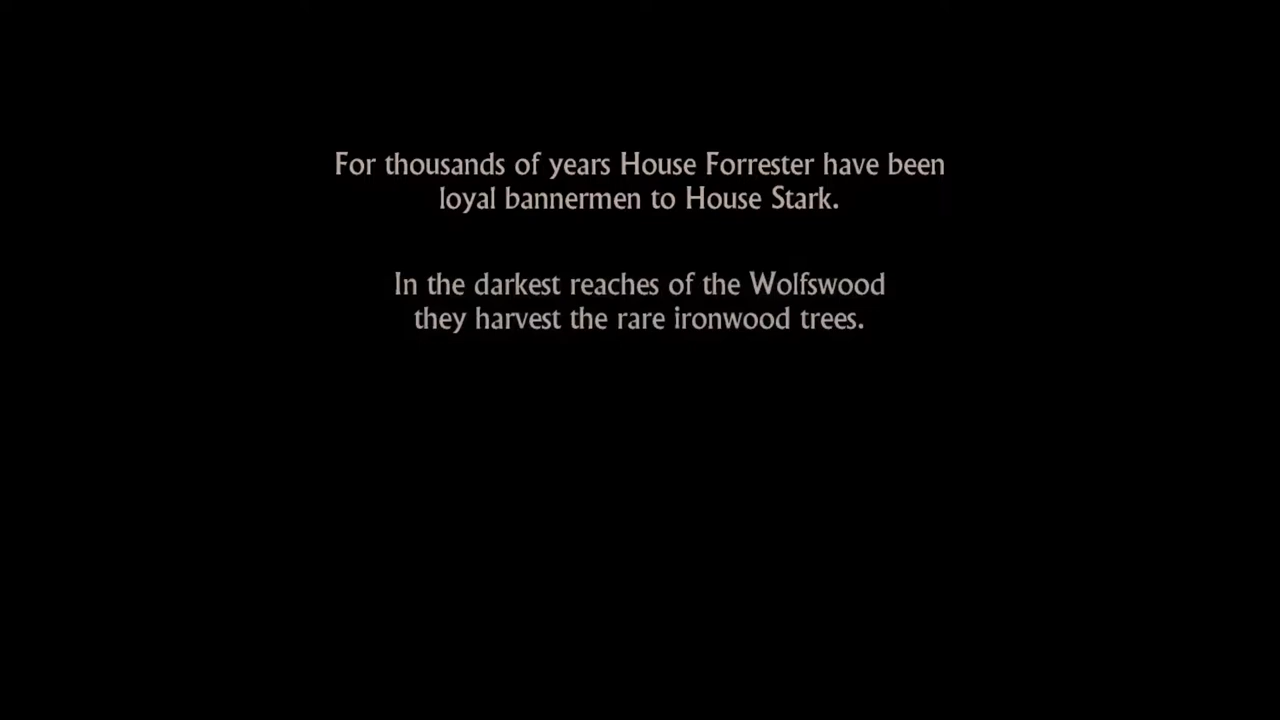 For thousands of years House Forrester have been
loyal bannermen to House Stark.
In the darkest reaches of the Wolfswood
they harvest the rare ironwood trees.